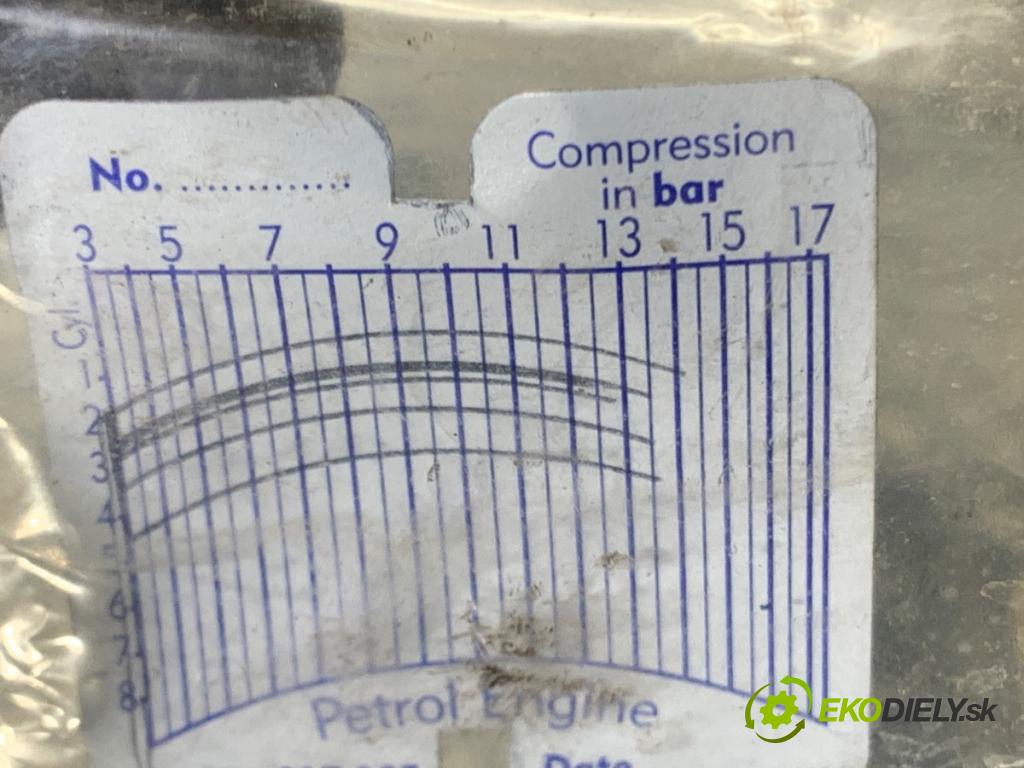 No. .............
Compression
in bar
3 5 7 9 11 13 15 17
Cyl.
1
2
3
4
6
7
8
Petrol Engine
Date
EKODIELY.sk